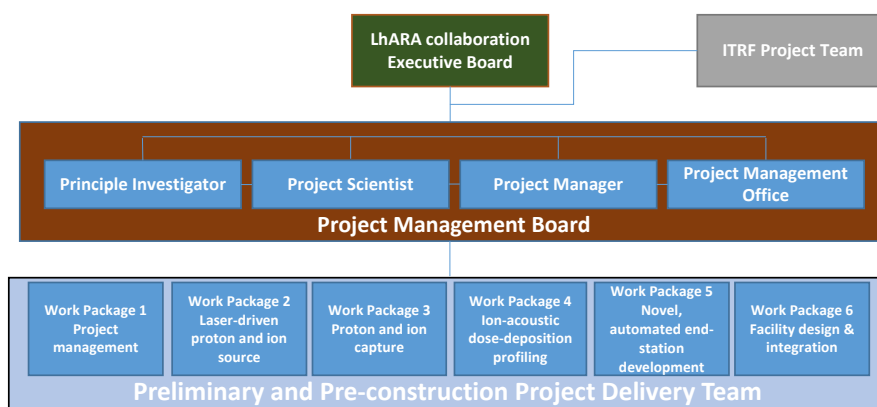 LhARA collaboration
Executive Board
ITRF Project Team
Principle Investigator
Project Scientist
Project Manager
Project Management
Office
Project Management Board
Work Package 1
Project
management
Work Package 2
Laser-driven
proton and ion
source
Work Package 3
Proton and ion
capture
Work Package 4
Ion-acoustic
dose-deposition
profiling
Work Package 5
Novel,
automated end-
station
development
Work Package 6
Facility design &
integration
Preliminary and Pre-construction Project Delivery Team